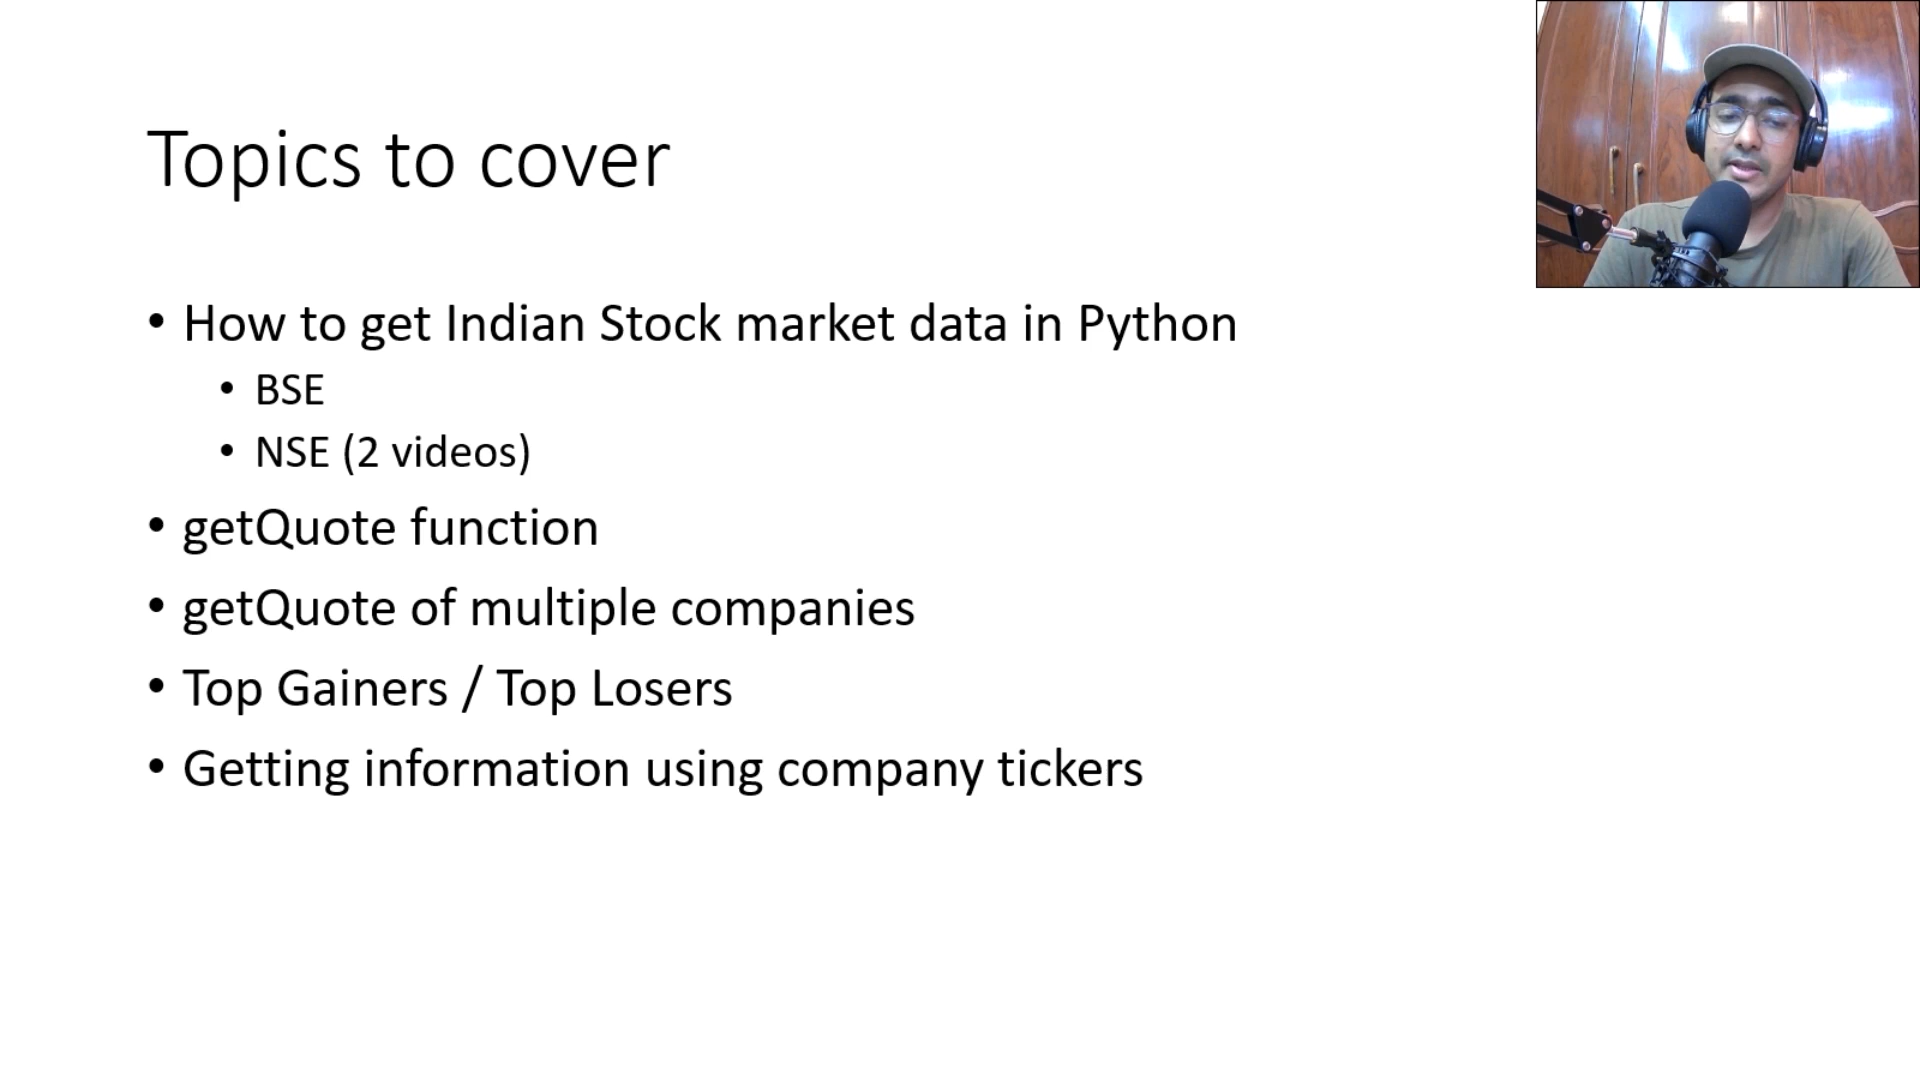 Topics to cover
• How to get Indian Stock market data in Python
• BSE
• NSE (2 videos)
• getQuote function
• getQuote of multiple companies
• Top Gainers / Top Losers
• Getting information using company tickers